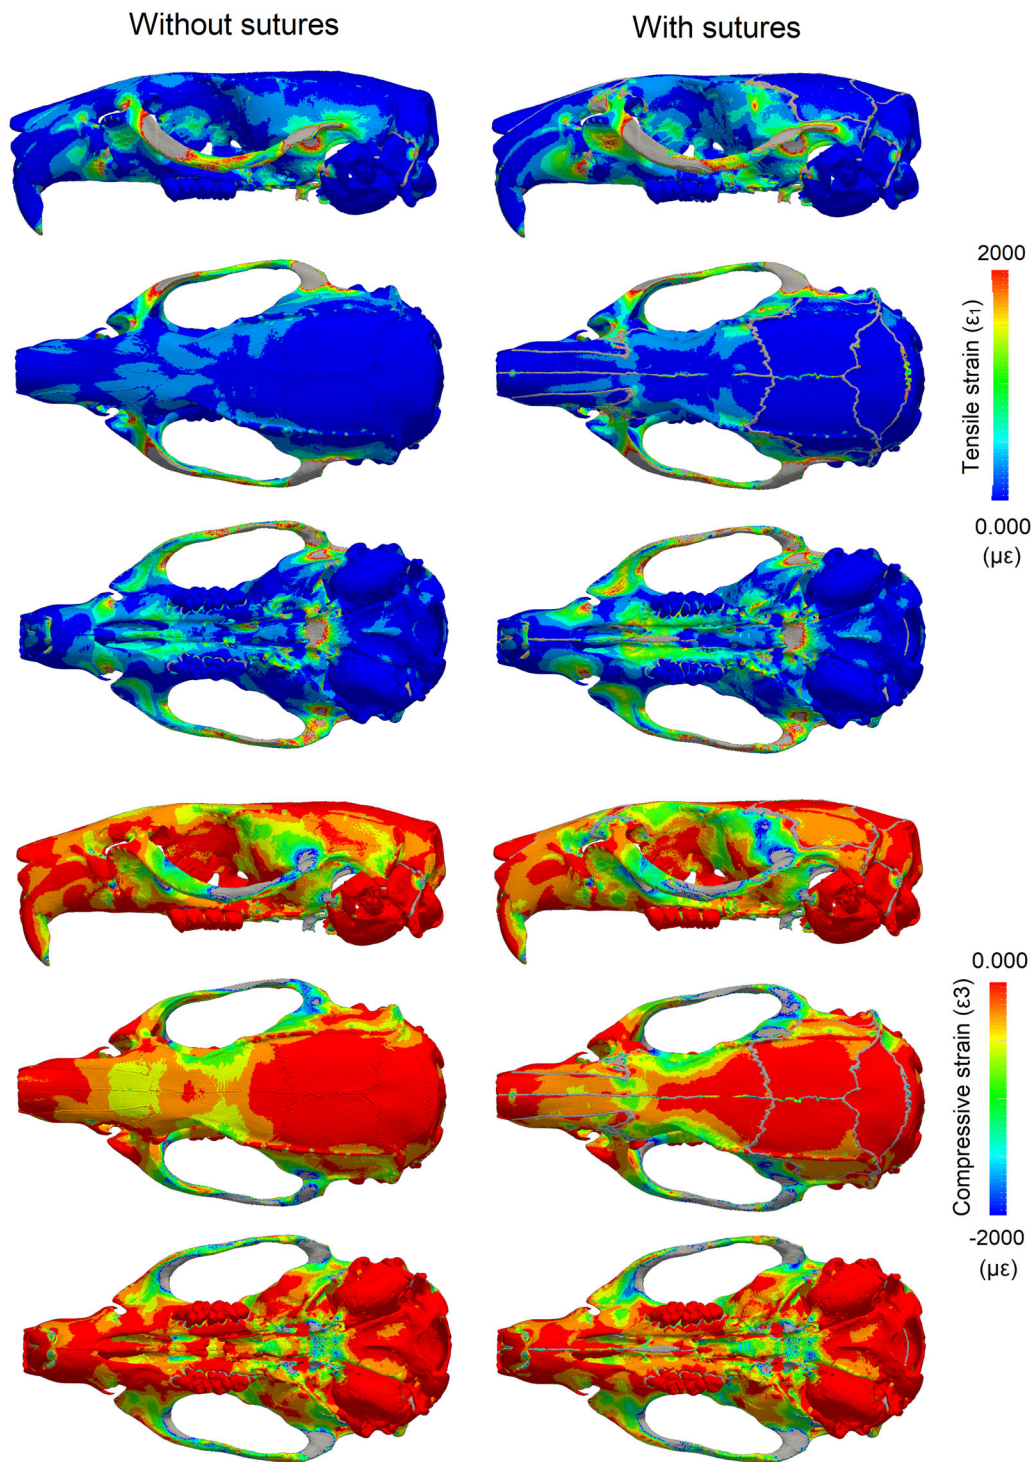 Without sutures
With sutures
2000
Tensile strain (ε1)
0.000
(με)
0.000
Compressive strain (ε3)
-2000
(με)